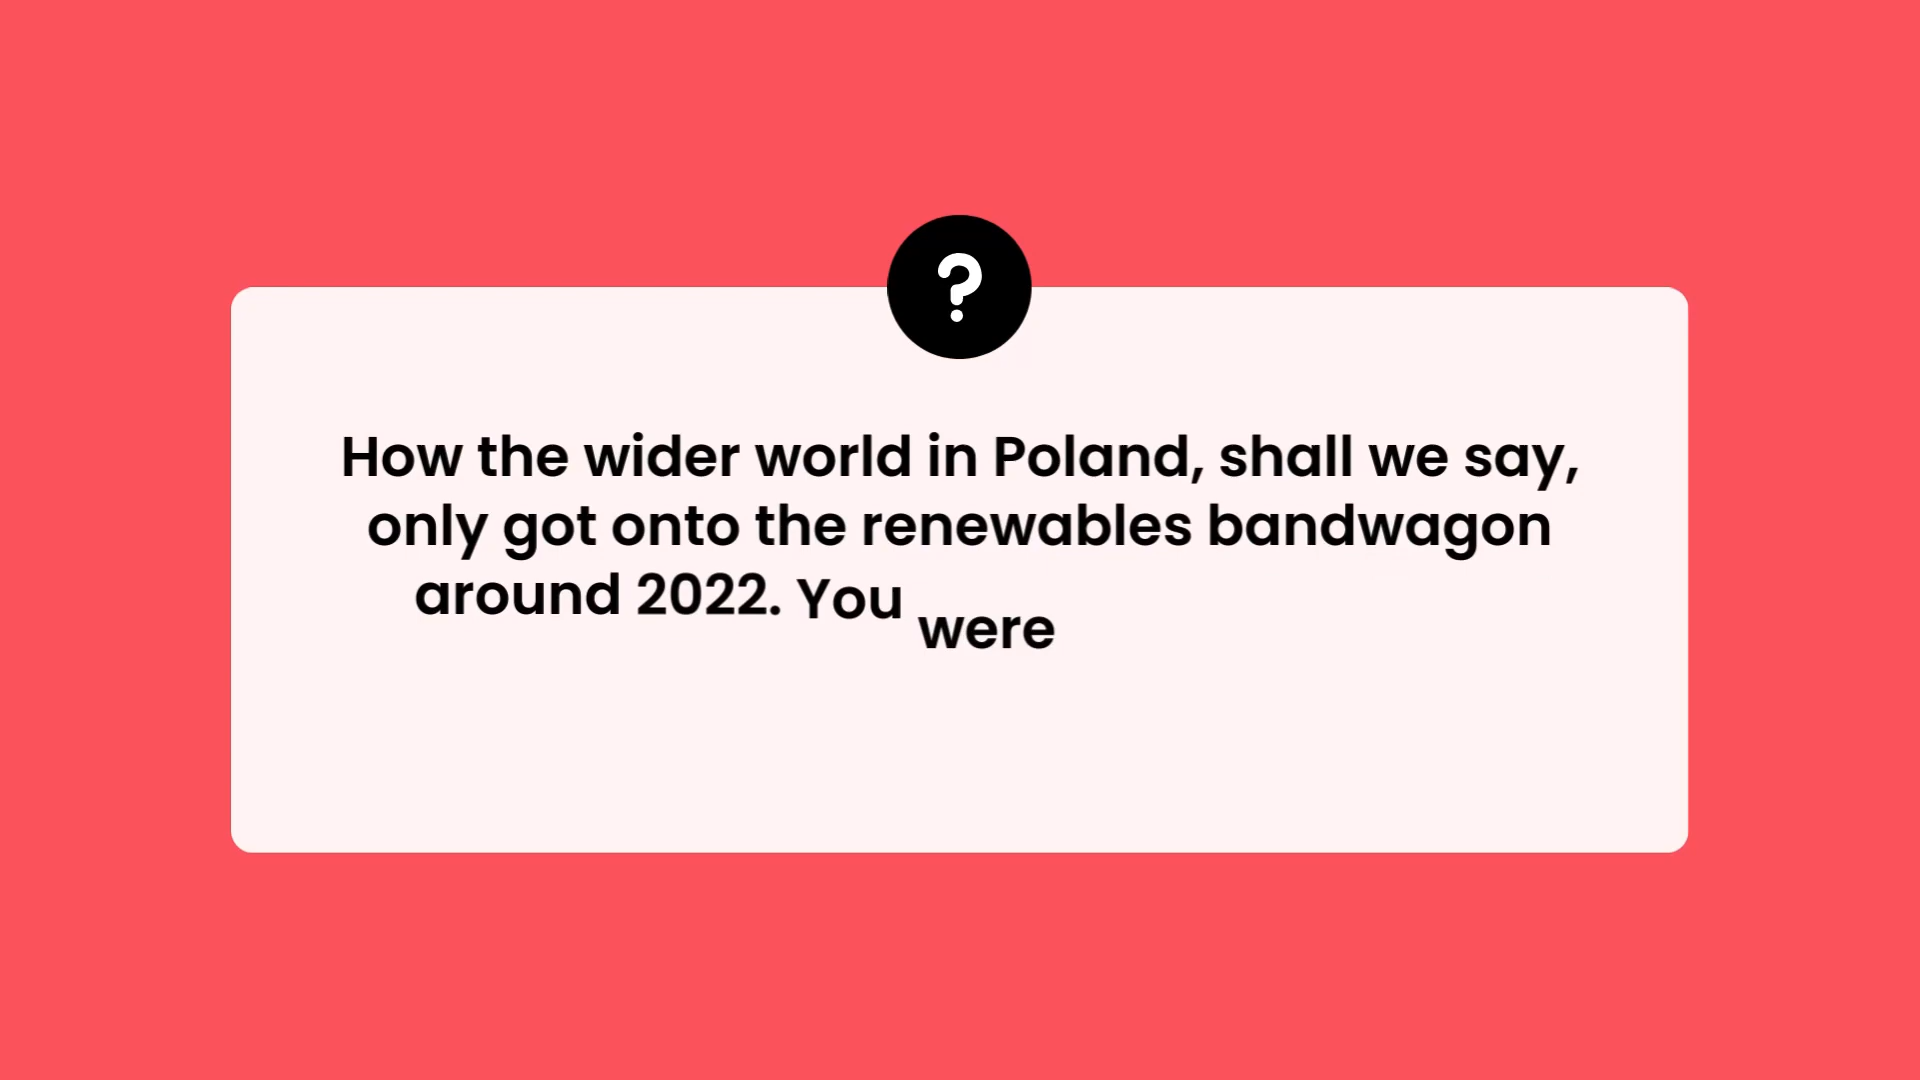 ?
How the wider world in Poland, shall we say,
only got onto the renewables bandwagon
around 2022. You were